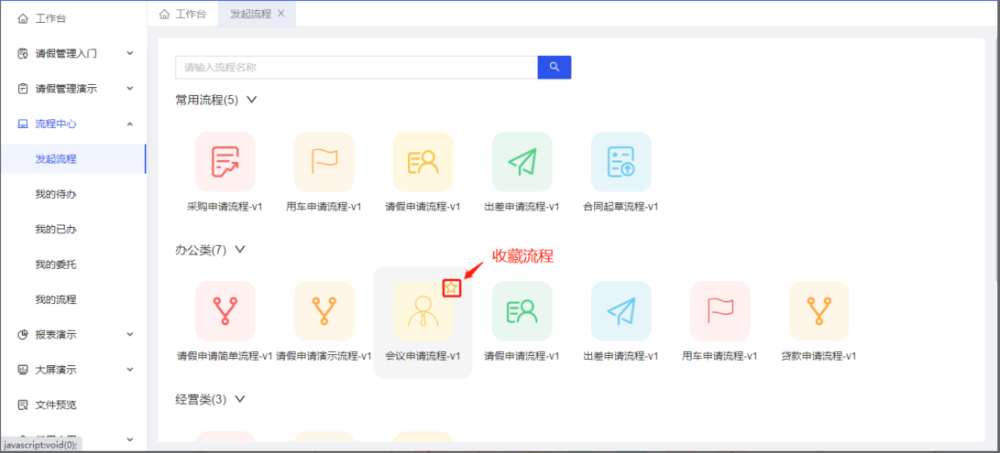 工作台
请假管理入门
请假管理演示
流程中心
发起流程
我的待办
我的已办
我的委托
我的流程
报表演示
大屏演示
文件预览
javascript:void(0);
工作台 发起流程
请输入流程名称
常用流程(5)
采购申请流程-v1 用车申请流程-v1 请假申请流程-v1 出差申请流程-v1 合同起草流程-v1
办公类(7)
收藏流程
请假申请简单流程-v1 请假申请演示流程-v1 会议申请流程-v1 请假申请流程-v1 出差申请流程-v1 用车申请流程-v1 贷款申请流程-v1
经营类(3)